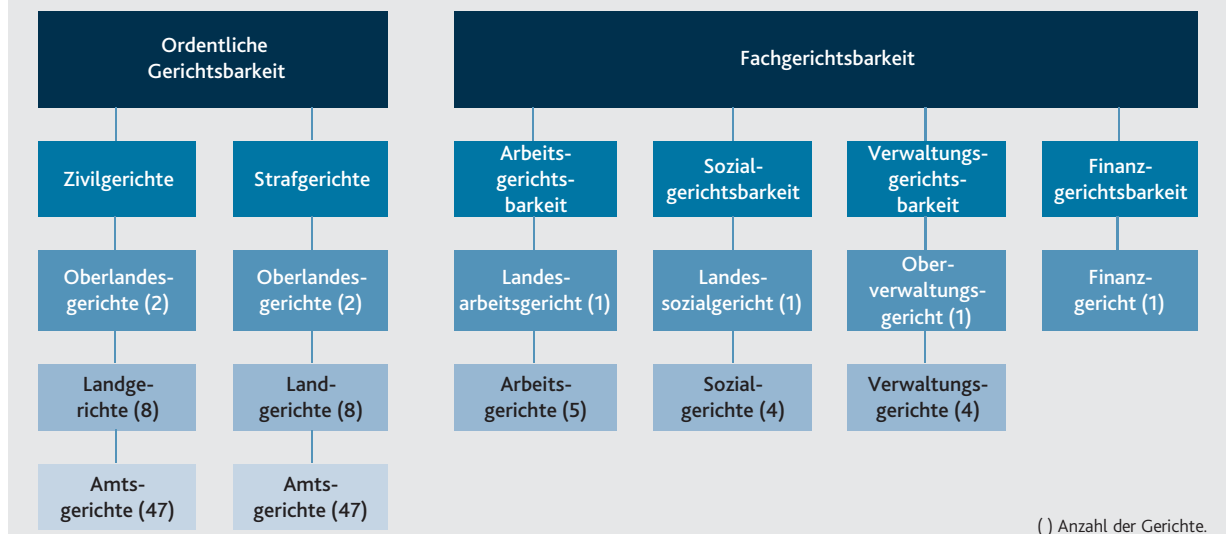 Ordentliche
Gerichtsbarkeit
Fachgerichtsbarkeit
Zivilgerichte
Strafgerichte
Arbeits-
gerichts-
barkeit
Sozial-
gerichtsbarkeit
Verwaltungs-
gerichts-
barkeit
Finanz-
gerichtsbarkeit
Oberlandes-
gerichte (2)
Oberlandes-
gerichte (2)
Landes-
arbeitsgericht (1)
Landes-
sozialgericht (1)
Ober-
verwaltungs-
gericht (1)
Finanz-
gericht (1)
Landge-
richte (8)
Land-
gerichte (8)
Arbeits-
gerichte (5)
Sozial-
gerichte (4)
Verwaltungs-
gerichte (4)
Amts-
gerichte (47)
Amts-
gerichte (47)
( ) Anzahl der Gerichte.